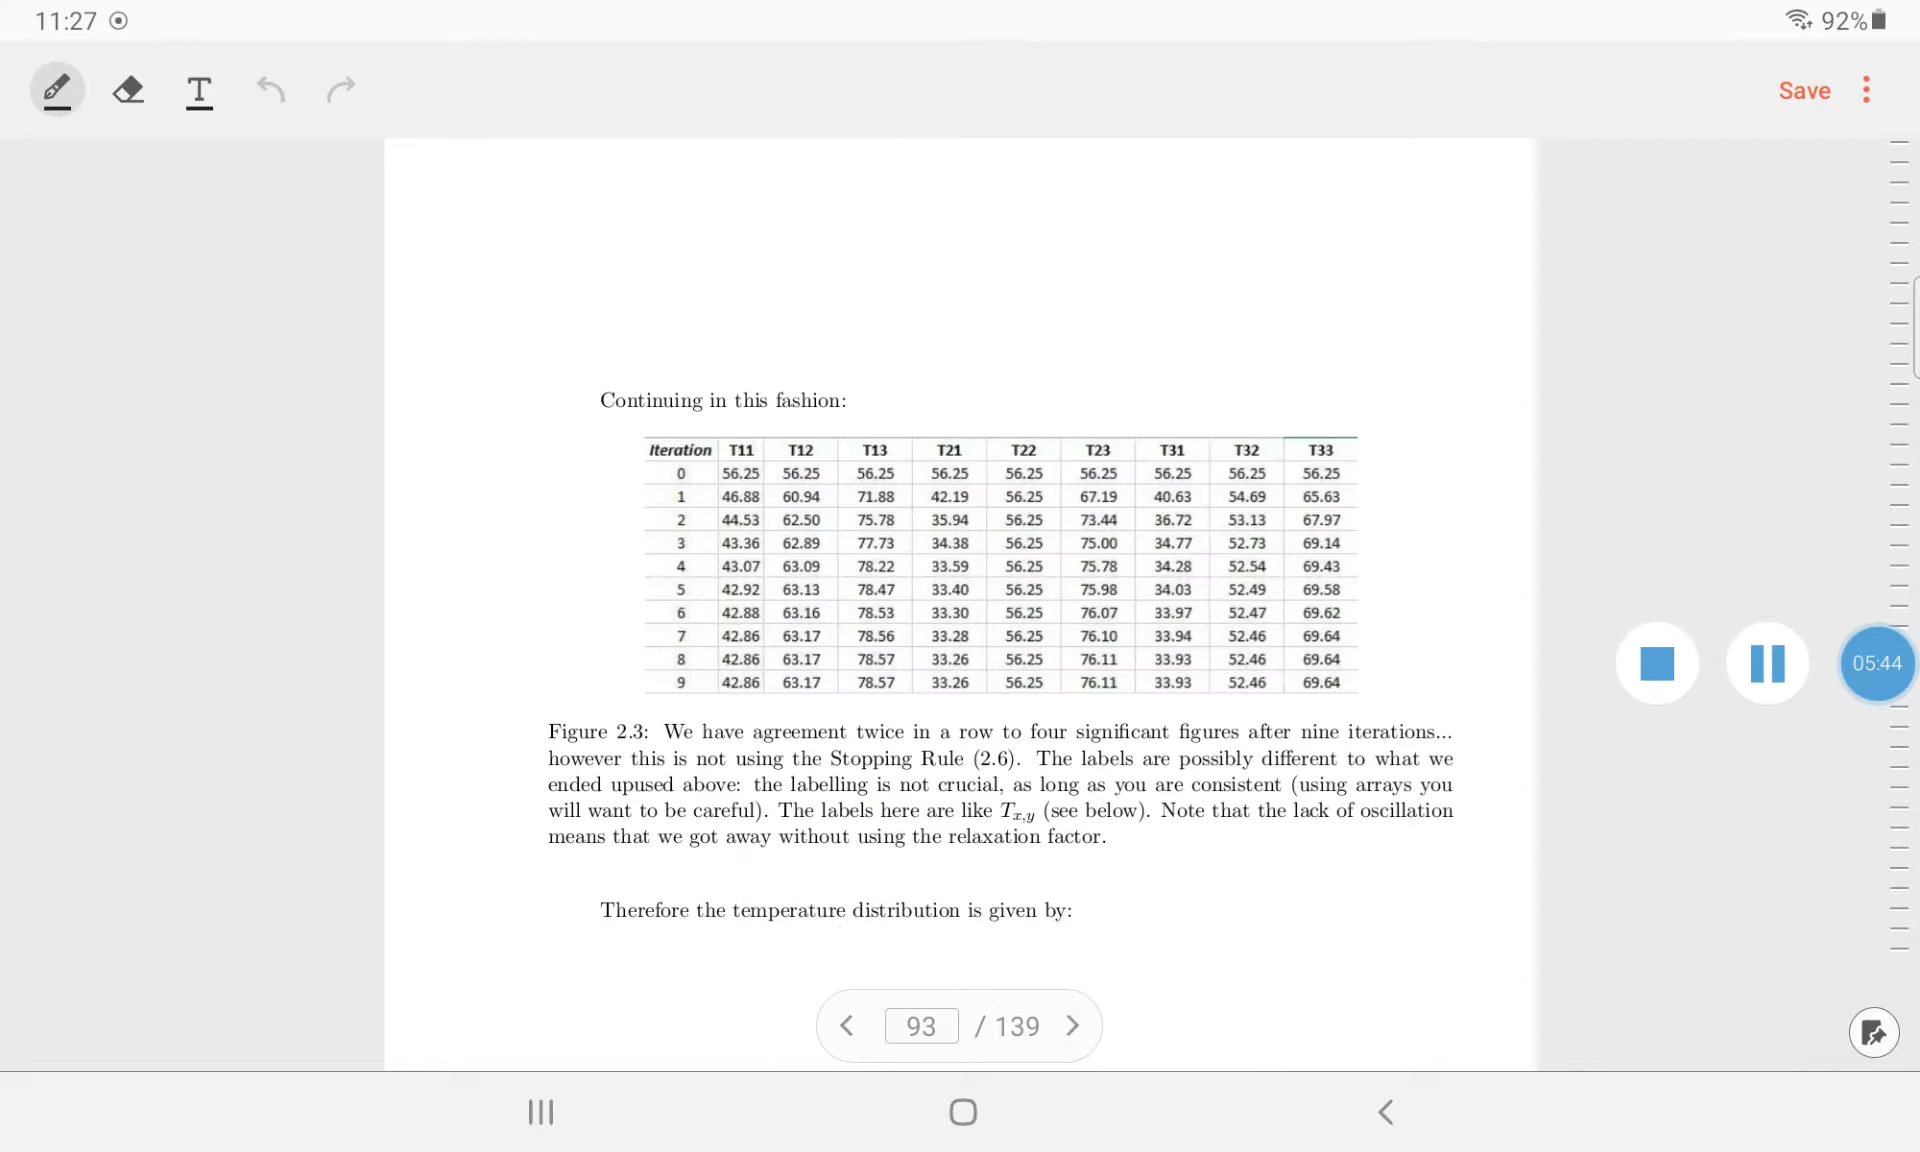 11:27
92%
T
Save
Continuing in this fashion:
Iteration T11 T12 T13 T21 T22 T23 T31 T32 T33
0 56.25 56.25 56.25 56.25 56.25 56.25 56.25 56.25 56.25
1 46.88 60.94 71.88 42.19 56.25 67.19 40.63 54.69 65.63
2 44.53 62.50 75.78 35.94 56.25 73.44 36.72 53.13 67.97
3 43.36 62.89 77.73 34.38 56.25 75.00 34.77 52.73 69.14
4 43.07 63.09 78.22 33.59 56.25 75.78 34.28 52.54 69.43
5 42.92 63.13 78.47 33.40 56.25 75.98 34.03 52.49 69.58
6 42.88 63.16 78.53 33.30 56.25 76.07 33.97 52.47 69.62
7 42.86 63.17 78.56 33.28 56.25 76.10 33.94 52.46 69.64
8 42.86 63.17 78.57 33.26 56.25 76.11 33.93 52.46 69.64
9 42.86 63.17 78.57 33.26 56.25 76.11 33.93 52.46 69.64
05:44
Figure 2.3: We have agreement twice in a row to four significant figures after nine iterations...
however this is not using the Stopping Rule (2.6). The labels are possibly different to what we
ended upused above: the labelling is not crucial, as long as you are consistent (using arrays you
will want to be careful). The labels here are like Tx,y (see below). Note that the lack of oscillation
means that we got away without using the relaxation factor.
Therefore the temperature distribution is given by:
93 / 139